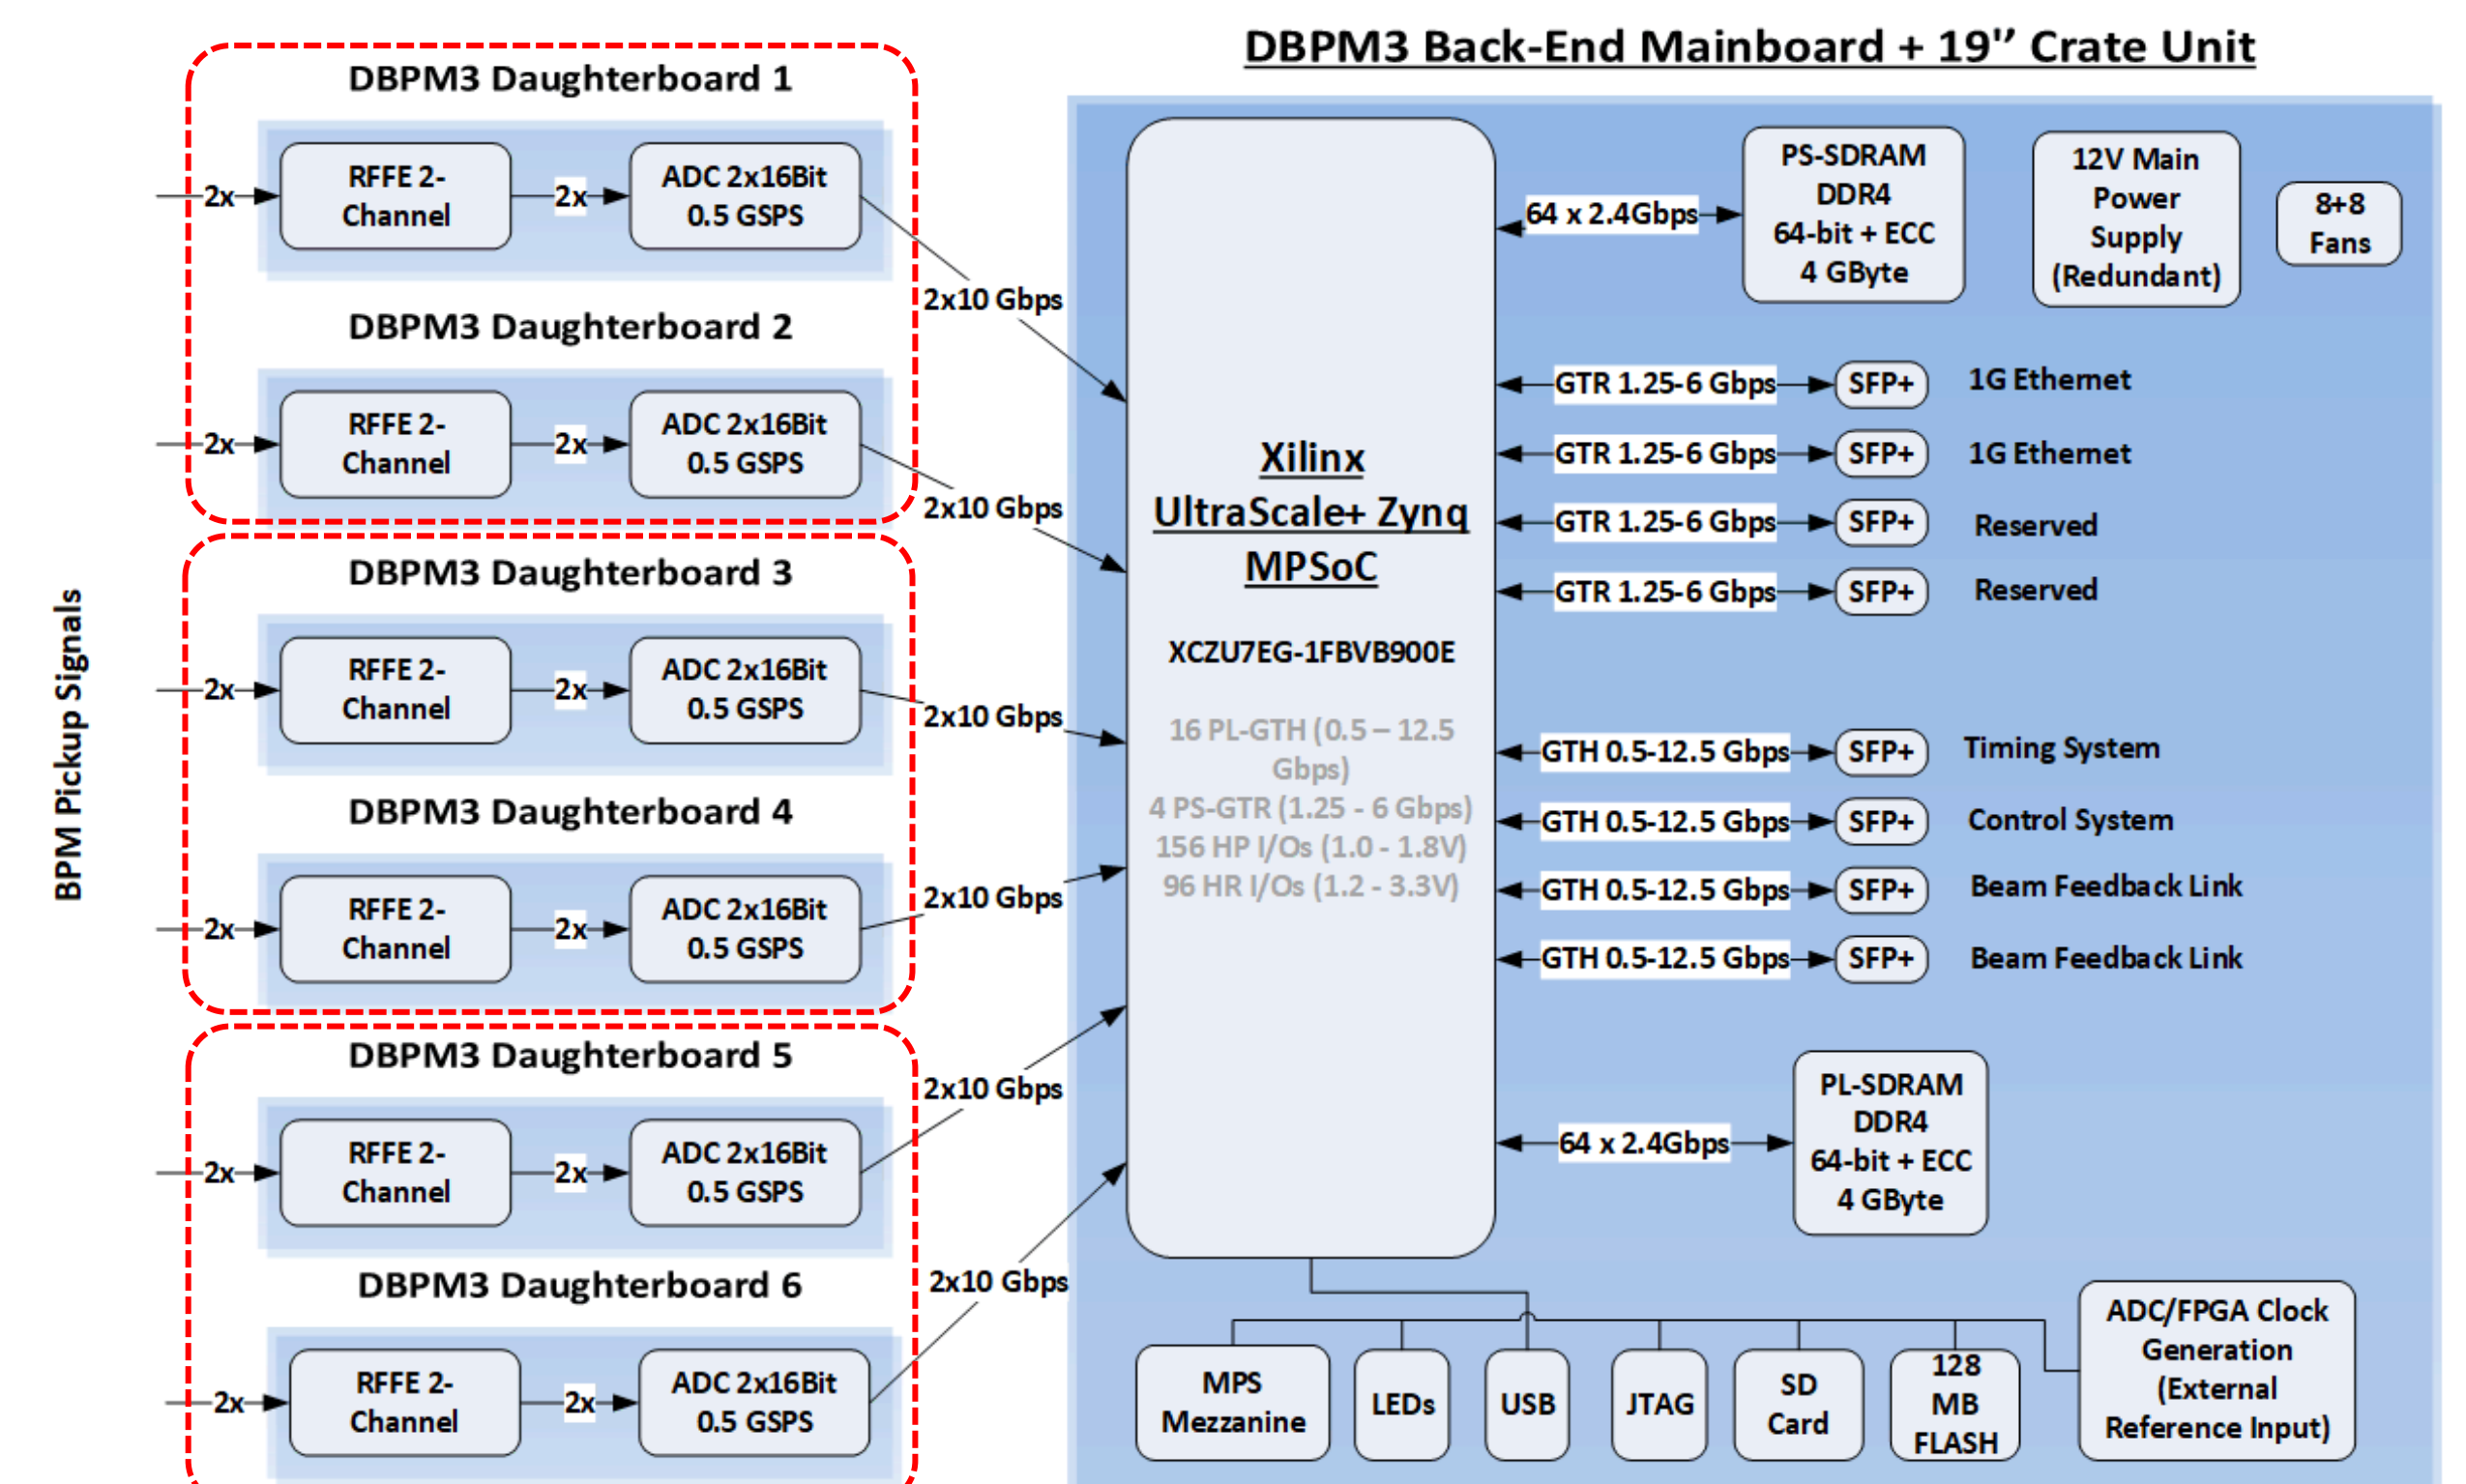 DBPM3 Back-End Mainboard + 19'’ Crate Unit
BPM Pickup Signals
DBPM3 Daughterboard 1
2x
RFFE 2-
Channel
2x
ADC 2x16Bit
0.5 GSPS
2x10 Gbps
DBPM3 Daughterboard 2
2x
RFFE 2-
Channel
2x
ADC 2x16Bit
0.5 GSPS
2x10 Gbps
DBPM3 Daughterboard 3
2x
RFFE 2-
Channel
2x
ADC 2x16Bit
0.5 GSPS
2x10 Gbps
DBPM3 Daughterboard 4
2x
RFFE 2-
Channel
2x
ADC 2x16Bit
0.5 GSPS
2x10 Gbps
DBPM3 Daughterboard 5
2x
RFFE 2-
Channel
2x
ADC 2x16Bit
0.5 GSPS
2x10 Gbps
DBPM3 Daughterboard 6
2x
RFFE 2-
Channel
2x
ADC 2x16Bit
0.5 GSPS
2x10 Gbps
Xilinx
UltraScale+ Zynq
MPSoC
XCZU7EG-1FBVB900E
16 PL-GTH (0.5 – 12.5
Gbps)
4 PS-GTR (1.25 - 6 Gbps)
156 HP I/Os (1.0 - 1.8V)
96 HR I/Os (1.2 - 3.3V)
64 x 2.4Gbps
PS-SDRAM
DDR4
64-bit + ECC
4 GByte
12V Main
Power
Supply
(Redundant)
8+8
Fans
GTR 1.25-6 Gbps SFP+ 1G Ethernet
GTR 1.25-6 Gbps SFP+ 1G Ethernet
GTR 1.25-6 Gbps SFP+ Reserved
GTR 1.25-6 Gbps SFP+ Reserved
GTH 0.5-12.5 Gbps SFP+ Timing System
GTH 0.5-12.5 Gbps SFP+ Control System
GTH 0.5-12.5 Gbps SFP+ Beam Feedback Link
GTH 0.5-12.5 Gbps SFP+ Beam Feedback Link
64 x 2.4Gbps
PL-SDRAM
DDR4
64-bit + ECC
4 GByte
MPS
Mezzanine
LEDs
USB
JTAG
SD
Card
128
MB
FLASH
ADC/FPGA Clock
Generation
(External
Reference Input)